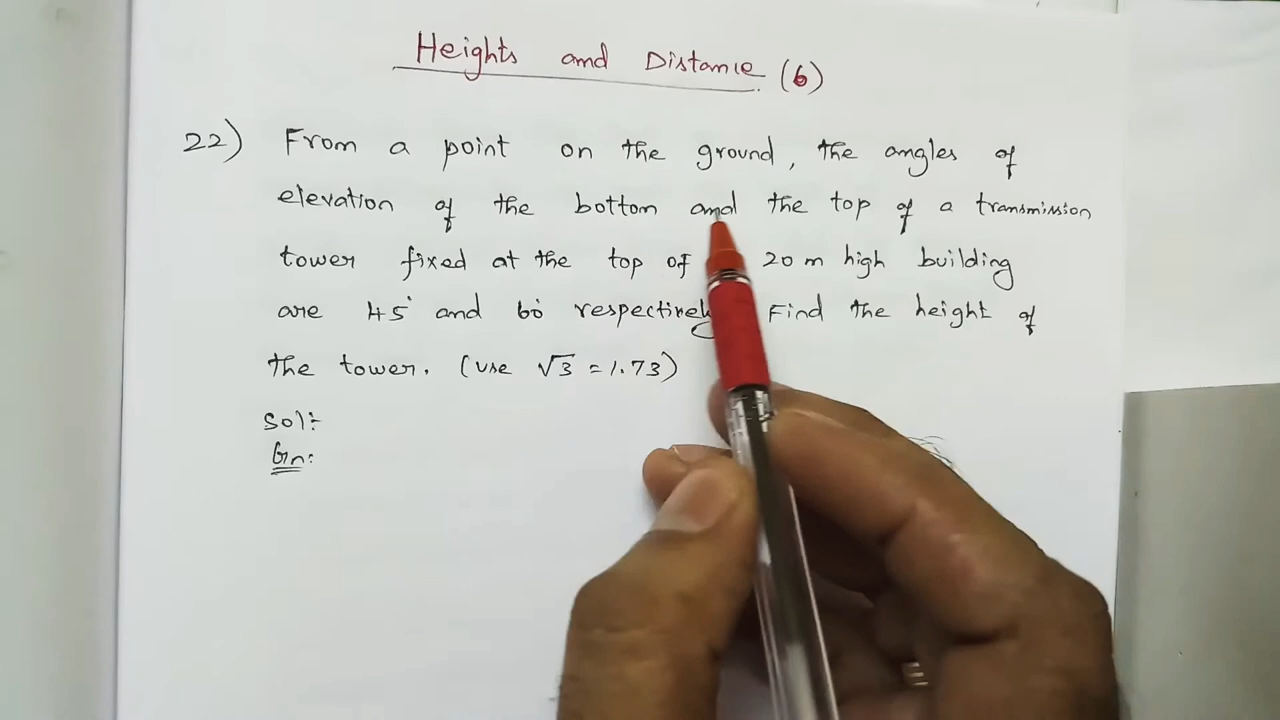 Heights and Distance (6)
22) From a point on the ground, the angles of
elevation of the bottom and the top of a transmission
tower fixed at the top of 20 m high building
are 45° and 60° respectively Find the height of
the tower. (use √3 = 1.73)
Sol:-
Gn: